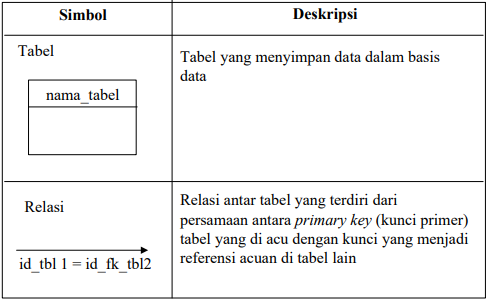 Simbol
Deskripsi
Tabel
nama_tabel
Tabel yang menyimpan data dalam basis
data
Relasi
id_tbl 1 = id_fk_tbl2
Relasi antar tabel yang terdiri dari
persamaan antara primary key (kunci primer)
tabel yang di acu dengan kunci yang menjadi
referensi acuan di tabel lain